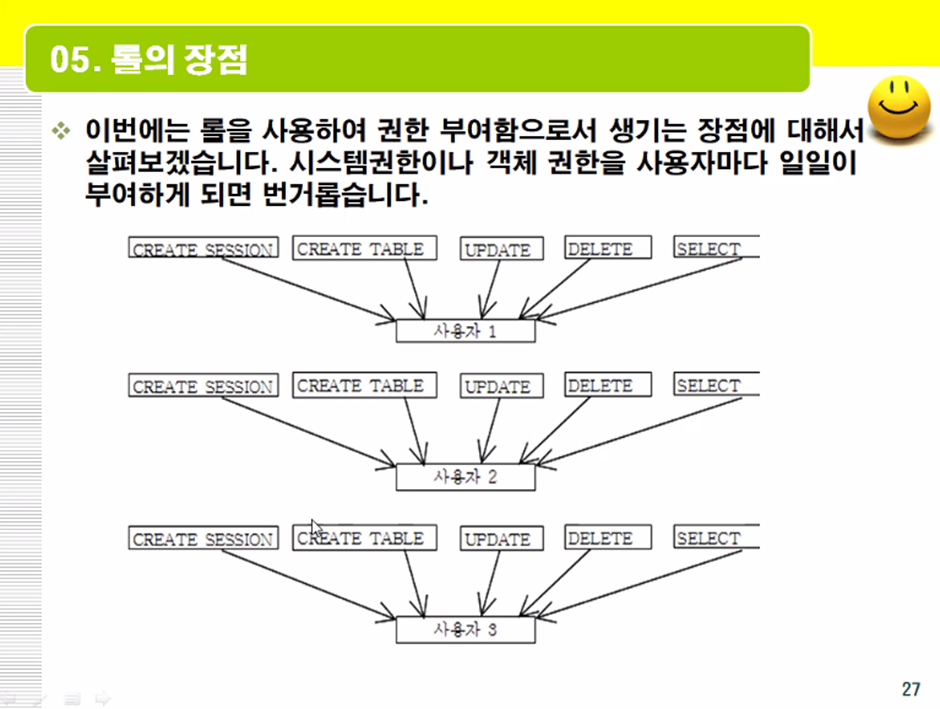 05. 롤의 장점
이번에는 롤을 사용하여 권한 부여함으로서 생기는 장점에 대해서
살펴보겠습니다. 시스템권한이나 객체 권한을 사용자마다 일일이
부여하게 되면 번거롭습니다.
CREATE SESSION CREATE TABLE UPDATE DELETE SELECT
사용자 1
CREATE SESSION CREATE TABLE UPDATE DELETE SELECT
사용자 2
CREATE SESSION CREATE TABLE UPDATE DELETE SELECT
사용자 3
27